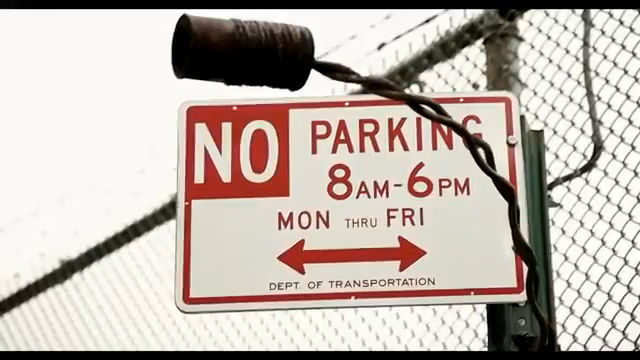 NO PARKING
8AM-6PM
MON THRU FRI
DEPT. OF TRANSPORTATION